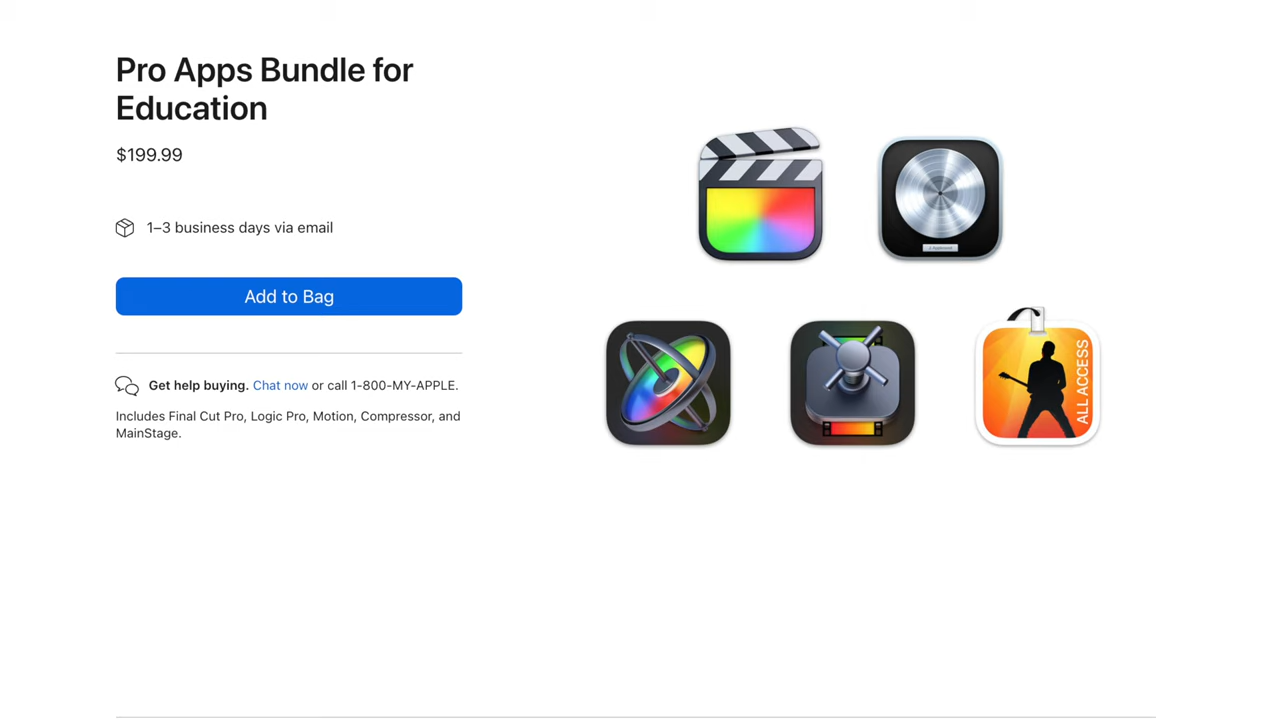 Pro Apps Bundle for
Education
$199.99
1–3 business days via email
Add to Bag
Get help buying. Chat now or call 1-800-MY-APPLE.
Includes Final Cut Pro, Logic Pro, Motion, Compressor, and
MainStage.
ALL ACCESS